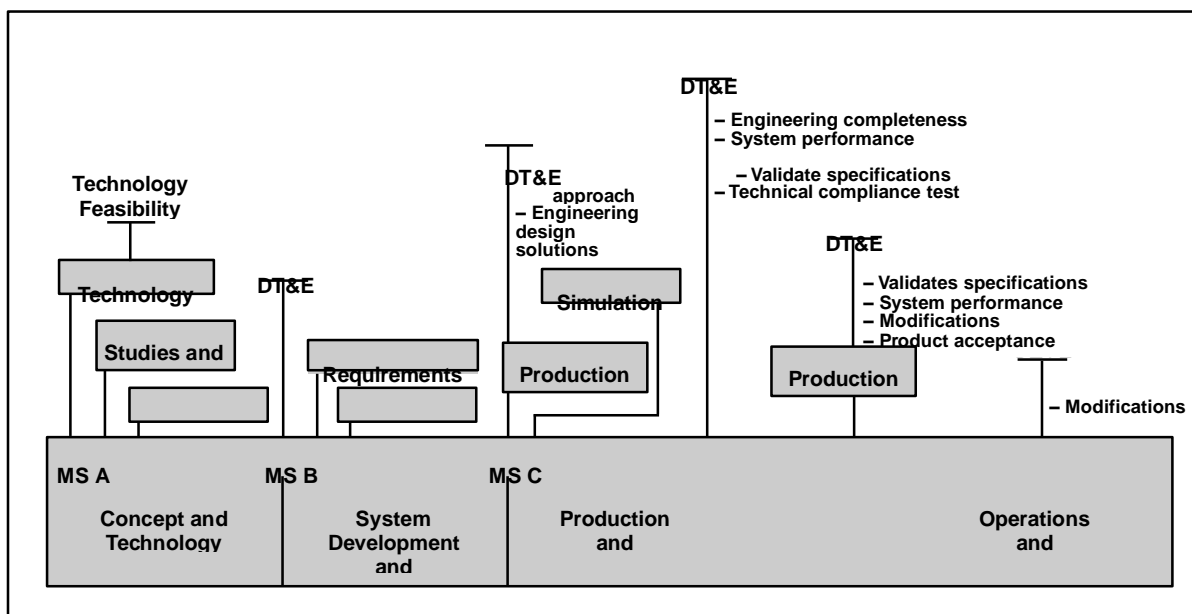 DT&E
– Engineering completeness
– System performance
– Validate specifications
– Technical compliance test
Technology
Feasibility
DT&E
approach
– Engineering
design
solutions
DT&E
– Validates specifications
– System performance
– Modifications
– Product acceptance
Technology
DT&E
Simulation
Studies and
Requirements
Production
Production
– Modifications
MS A
MS B
MS C
Concept and
Technology
System
Development
and
Production
and
Operations
and